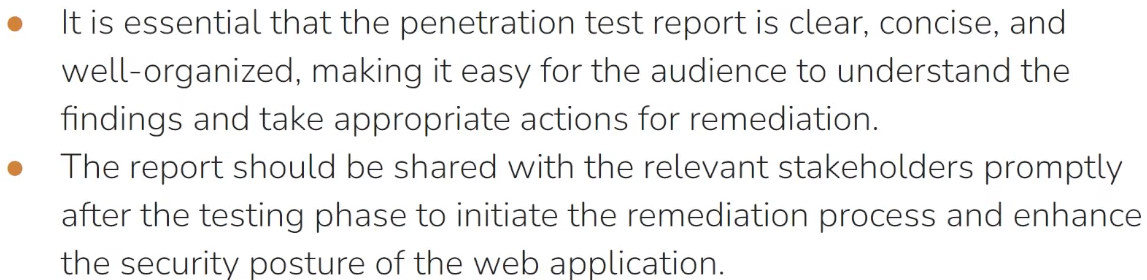 ● It is essential that the penetration test report is clear, concise, and
well-organized, making it easy for the audience to understand the
findings and take appropriate actions for remediation.
● The report should be shared with the relevant stakeholders promptly
after the testing phase to initiate the remediation process and enhance
the security posture of the web application.